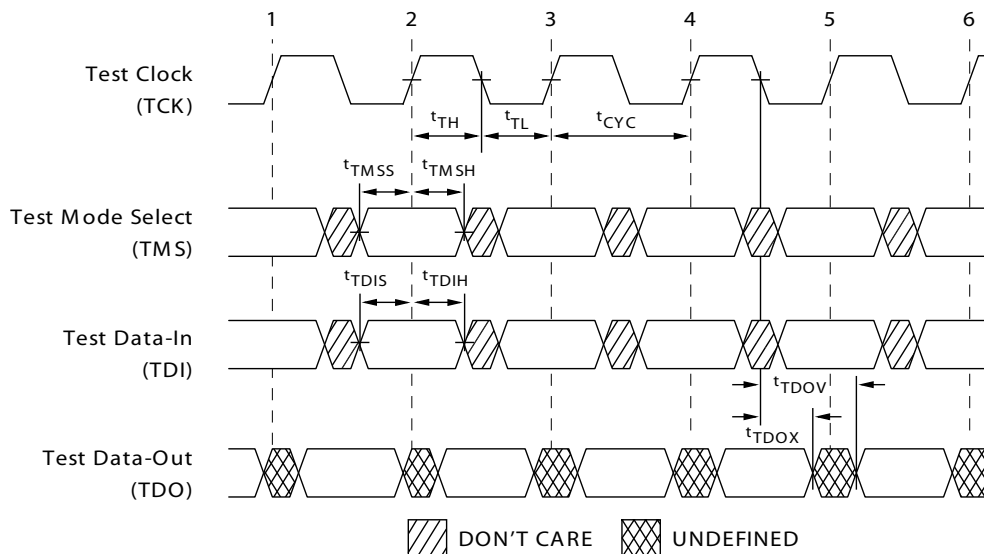 1 2 3 4 5 6
Test Clock
(TCK)
tTH tTL tCYC
tTMSS tTMSH
Test Mode Select
(TMS)
tTDIS tTDIH
Test Data-In
(TDI)
tTDOV
tTDOX
Test Data-Out
(TDO)
DON'T CARE UNDEFINED